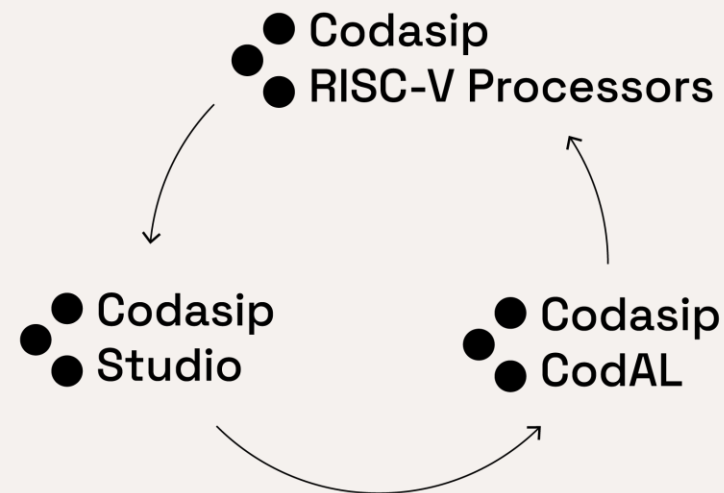 Codasip
RISC-V Processors
Codasip
Studio
Codasip
CodAL